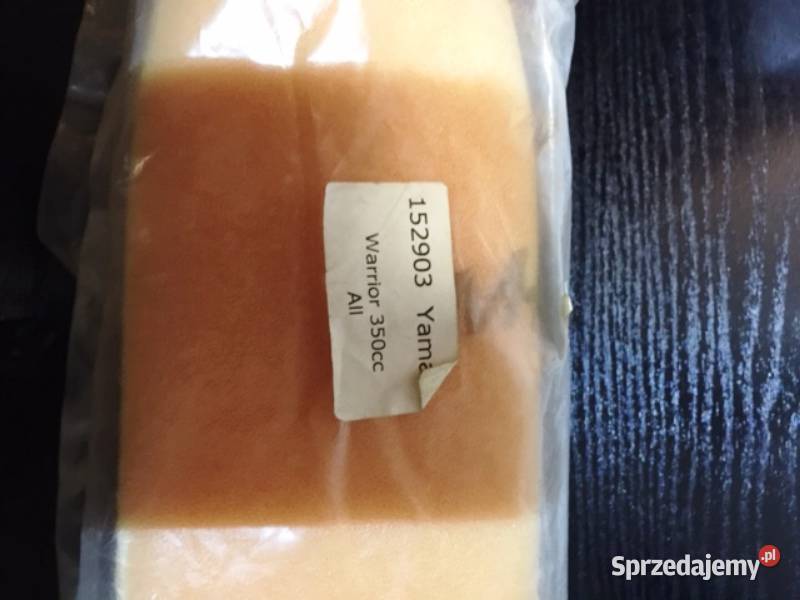 152903 Yama
Warrior 350cc
All
Sprzedajemy.pl